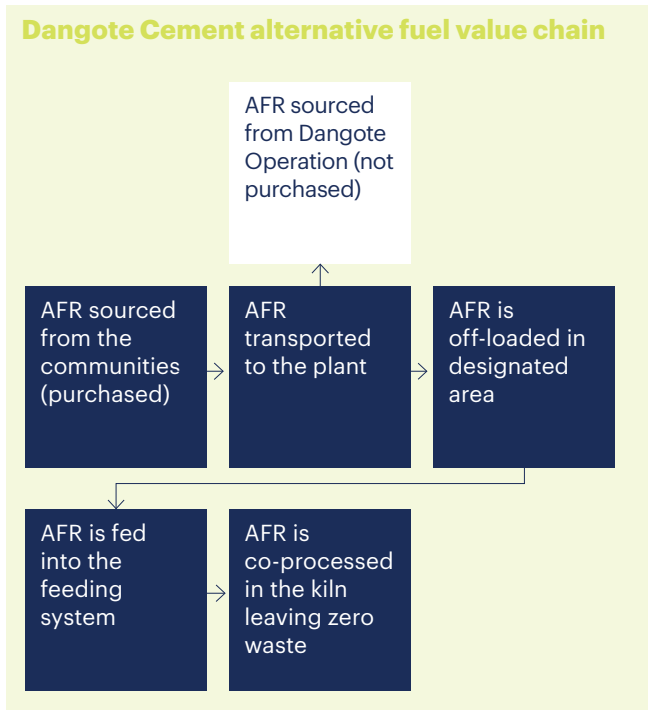 Dangote Cement alternative fuel value chain
AFR sourced
from Dangote
Operation (not
purchased)
AFR sourced
from the
communities
(purchased)
AFR
transported
to the plant
AFR is
off-loaded in
designated
area
AFR is fed
into the
feeding
system
AFR is
co-processed
in the kiln
leaving zero
waste